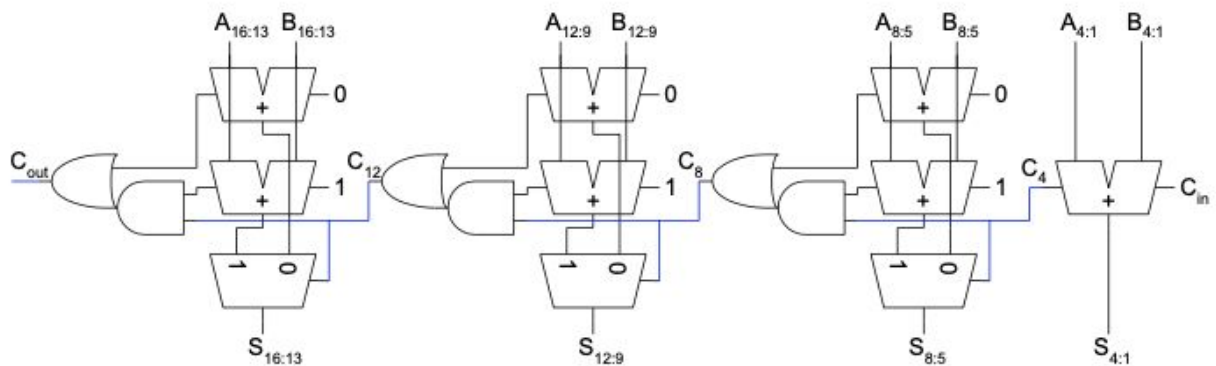 A16:13 B16:13 A12:9 B12:9 A8:5 B8:5 A4:1 B4:1
0 0 0
+ + +
Cout C12 C8 C4
1 1 1 Cin
+ + + +
1 0 1 0 1 0
S16:13 S12:9 S8:5 S4:1